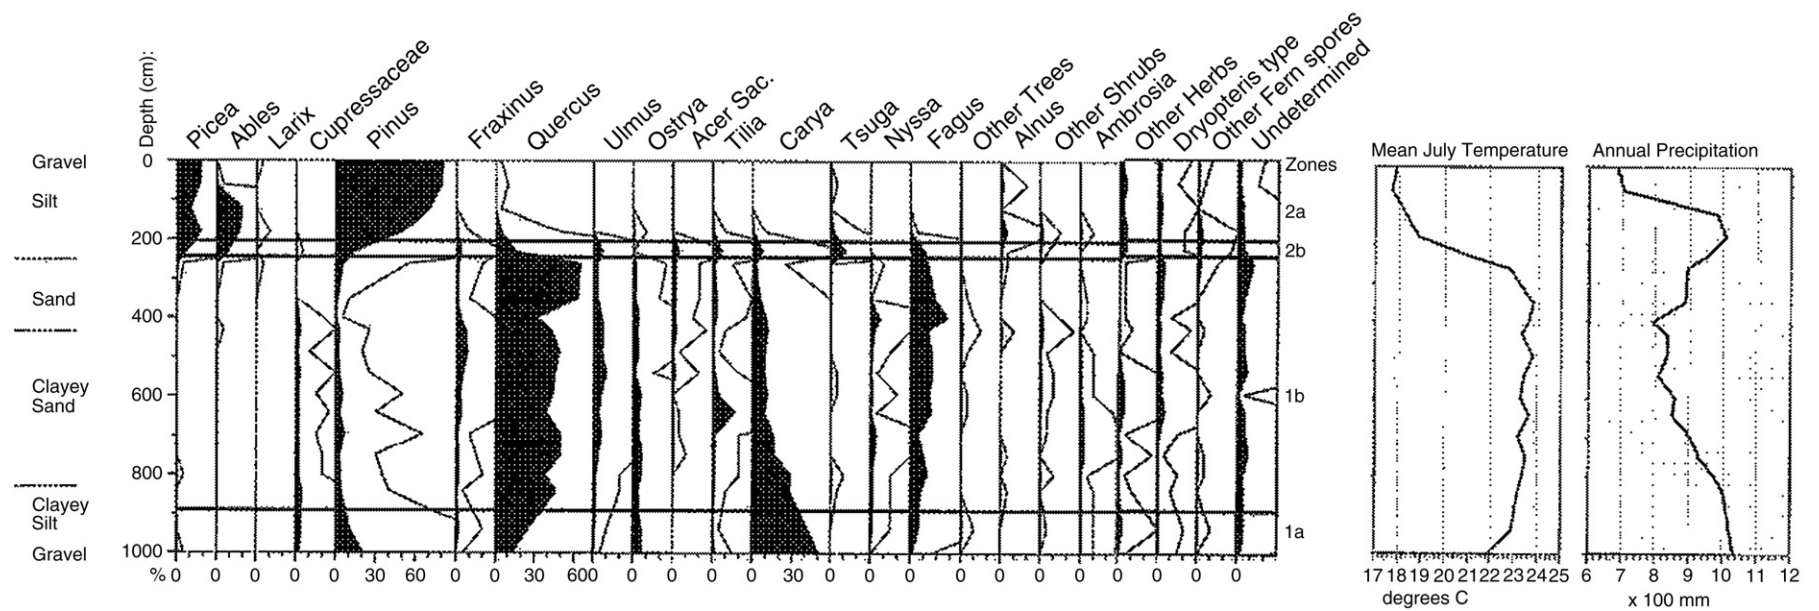 Depth (cm):
Picea
Abies
Larix
Cupressaceae
Pinus
Fraxinus
Quercus
Ulmus
Ostrya
Acer Sac.
Tilia
Carya
Tsuga
Nyssa
Fagus
Other Trees
Alnus
Other Shrubs
Ambrosia
Other Herbs
Dryopteris type
Other Fern spores
Undetermined
Gravel
Silt
Sand
Clayey
Sand
Clayey
Silt
Gravel
0
200
400
600
800
1000
Zones
2a
2b
1b
1a
% 0 0 0 0 0 30 60 0 0 30 600 0 0 0 0 30 0 0 0 0 0 0 0 0 0 0 0
Mean July Temperature
17 18 19 20 21 22 23 24 25
degrees C
Annual Precipitation
6 7 8 9 10 11 12
x 100 mm